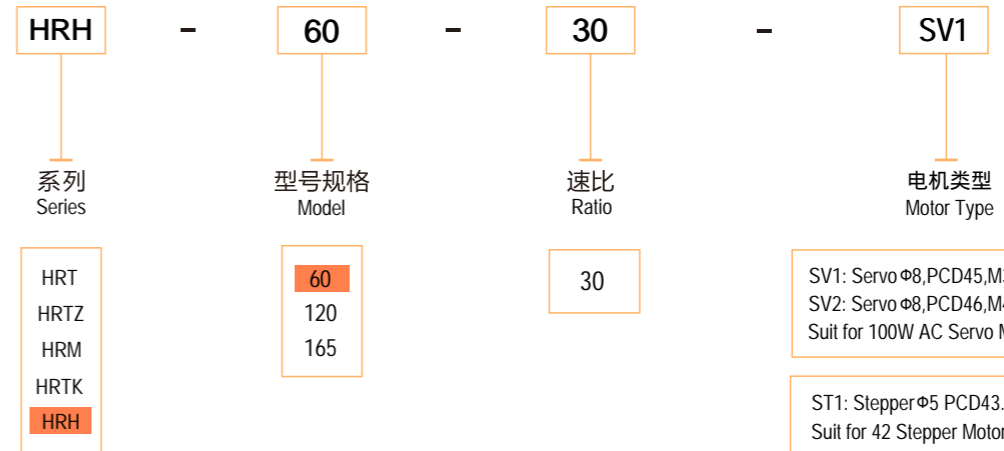 HRH - 60 - 30 - SV1
系列
Series
型号规格
Model
速比
Ratio
电机类型
Motor Type
HRT
HRTZ
HRM
HRTK
HRH
60
120
165
30
SV1: Servo Φ8,PCD45,
SV2: Servo Φ8,PCD46,
Suit for 100W AC Servo
ST1: Stepper Φ5 PCD43.
Suit for 42 Stepper Motor